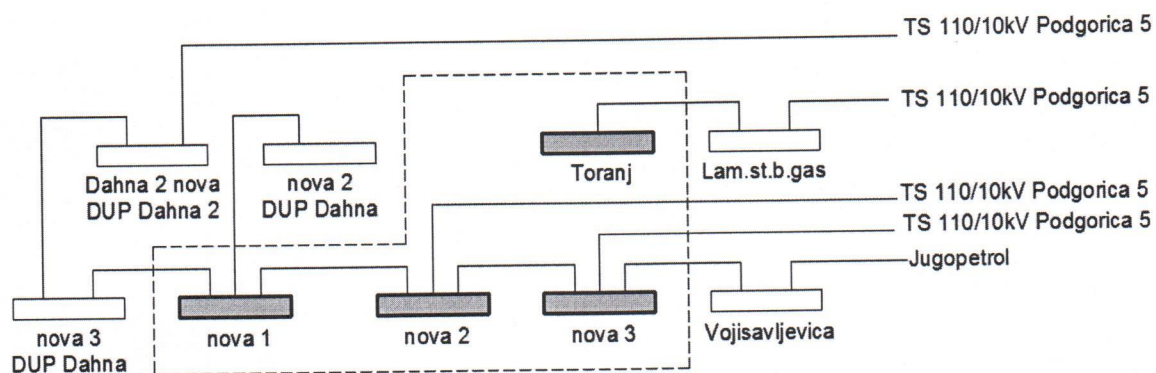 TS 110/10kV Podgorica 5
TS 110/10kV Podgorica 5
Toranj
Lam.st.b.gas
Dahna 2 nova
DUP Dahna 2
nova 2
DUP Dahna
TS 110/10kV Podgorica 5
TS 110/10kV Podgorica 5
Jugopetrol
nova 3
DUP Dahna
nova 1
nova 2
nova 3
Vojisavljevica